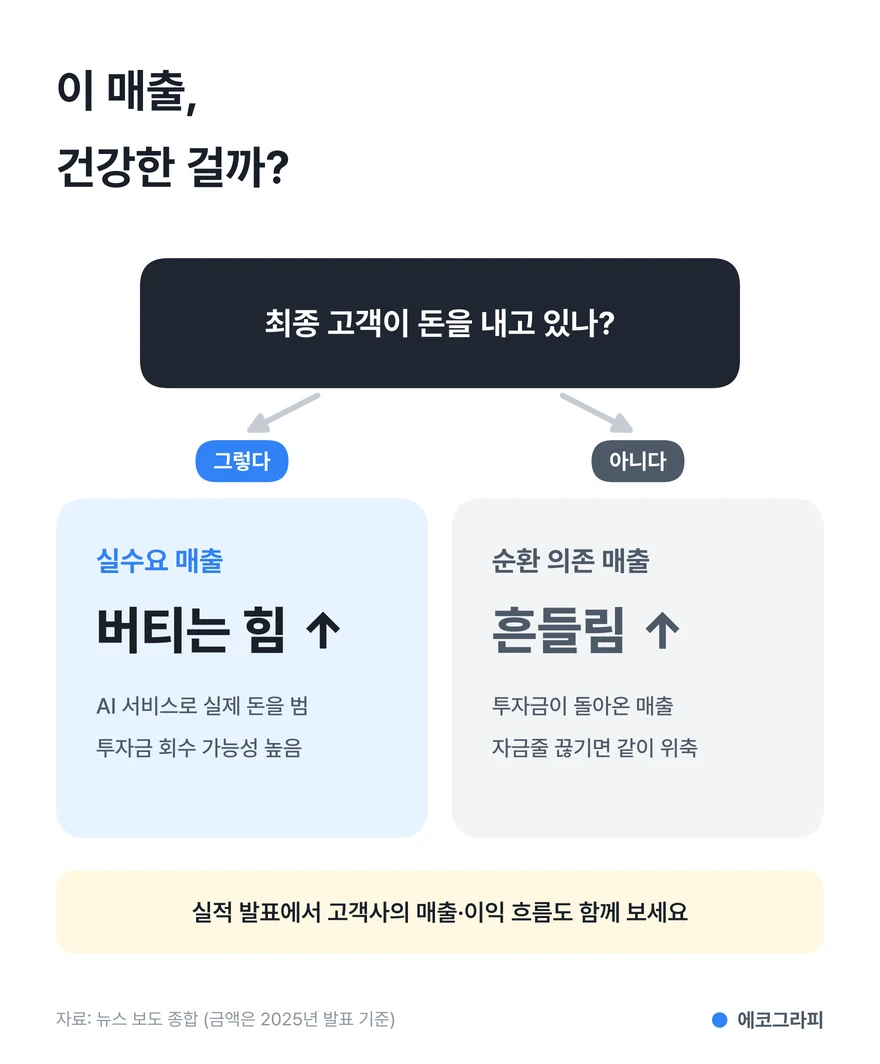 이 매출,
건강한 걸까?
최종 고객이 돈을 내고 있나?
그렇다
아니다
실수요 매출
버티는 힘 ↑
AI 서비스로 실제 돈을 범
투자금 회수 가능성 높음
순환 의존 매출
흔들림 ↑
투자금이 돌아온 매출
자금줄 끊기면 같이 위축
실적 발표에서 고객사의 매출·이익 흐름도 함께 보세요
자료: 뉴스 보도 종합 (금액은 2025년 발표 기준)
에코그라피